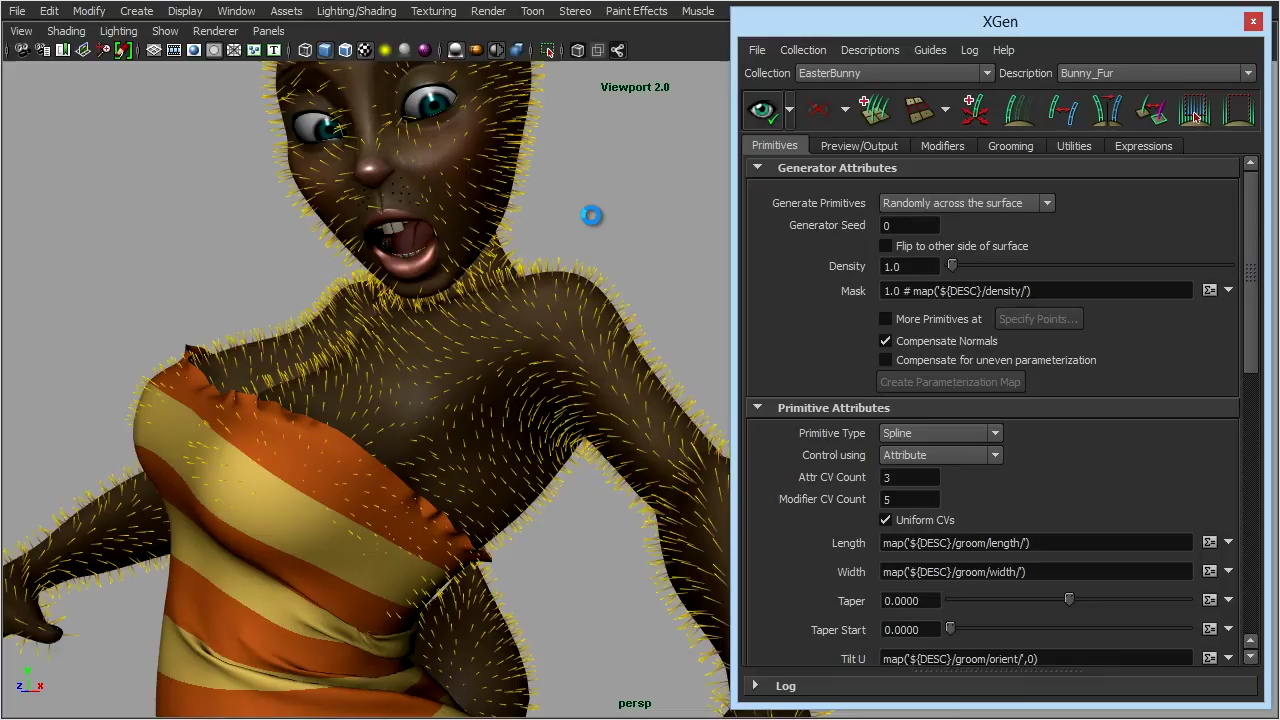 File Edit Modify Create Display Window Assets Lighting/Shading Texturing Render Toon Stereo Paint Effects Muscle
View Shading Lighting Show Renderer Panels
Viewport 2.0
persp
z x
y
XGen
x
File Collection Descriptions Guides Log Help
Collection EasterBunny Description Bunny_Fur
Primitives Preview/Output Modifiers Grooming Utilities Expressions
Generator Attributes
Generate Primitives Randomly across the surface
Generator Seed 0
Flip to other side of surface
Density 1.0
Mask 1.0 # map('${DESC}/density/')
More Primitives at Specify Points...
Compensate Normals
Compensate for uneven parameterization
Create Parameterization Map
Primitive Attributes
Primitive Type Spline
Control using Attribute
Attr CV Count 3
Modifier CV Count 5
Uniform CVs
Length map('${DESC}/groom/length/')
Width map('${DESC}/groom/width/')
Taper 0.0000
Taper Start 0.0000
Tilt U map('${DESC}/groom/orient/',0)
Log